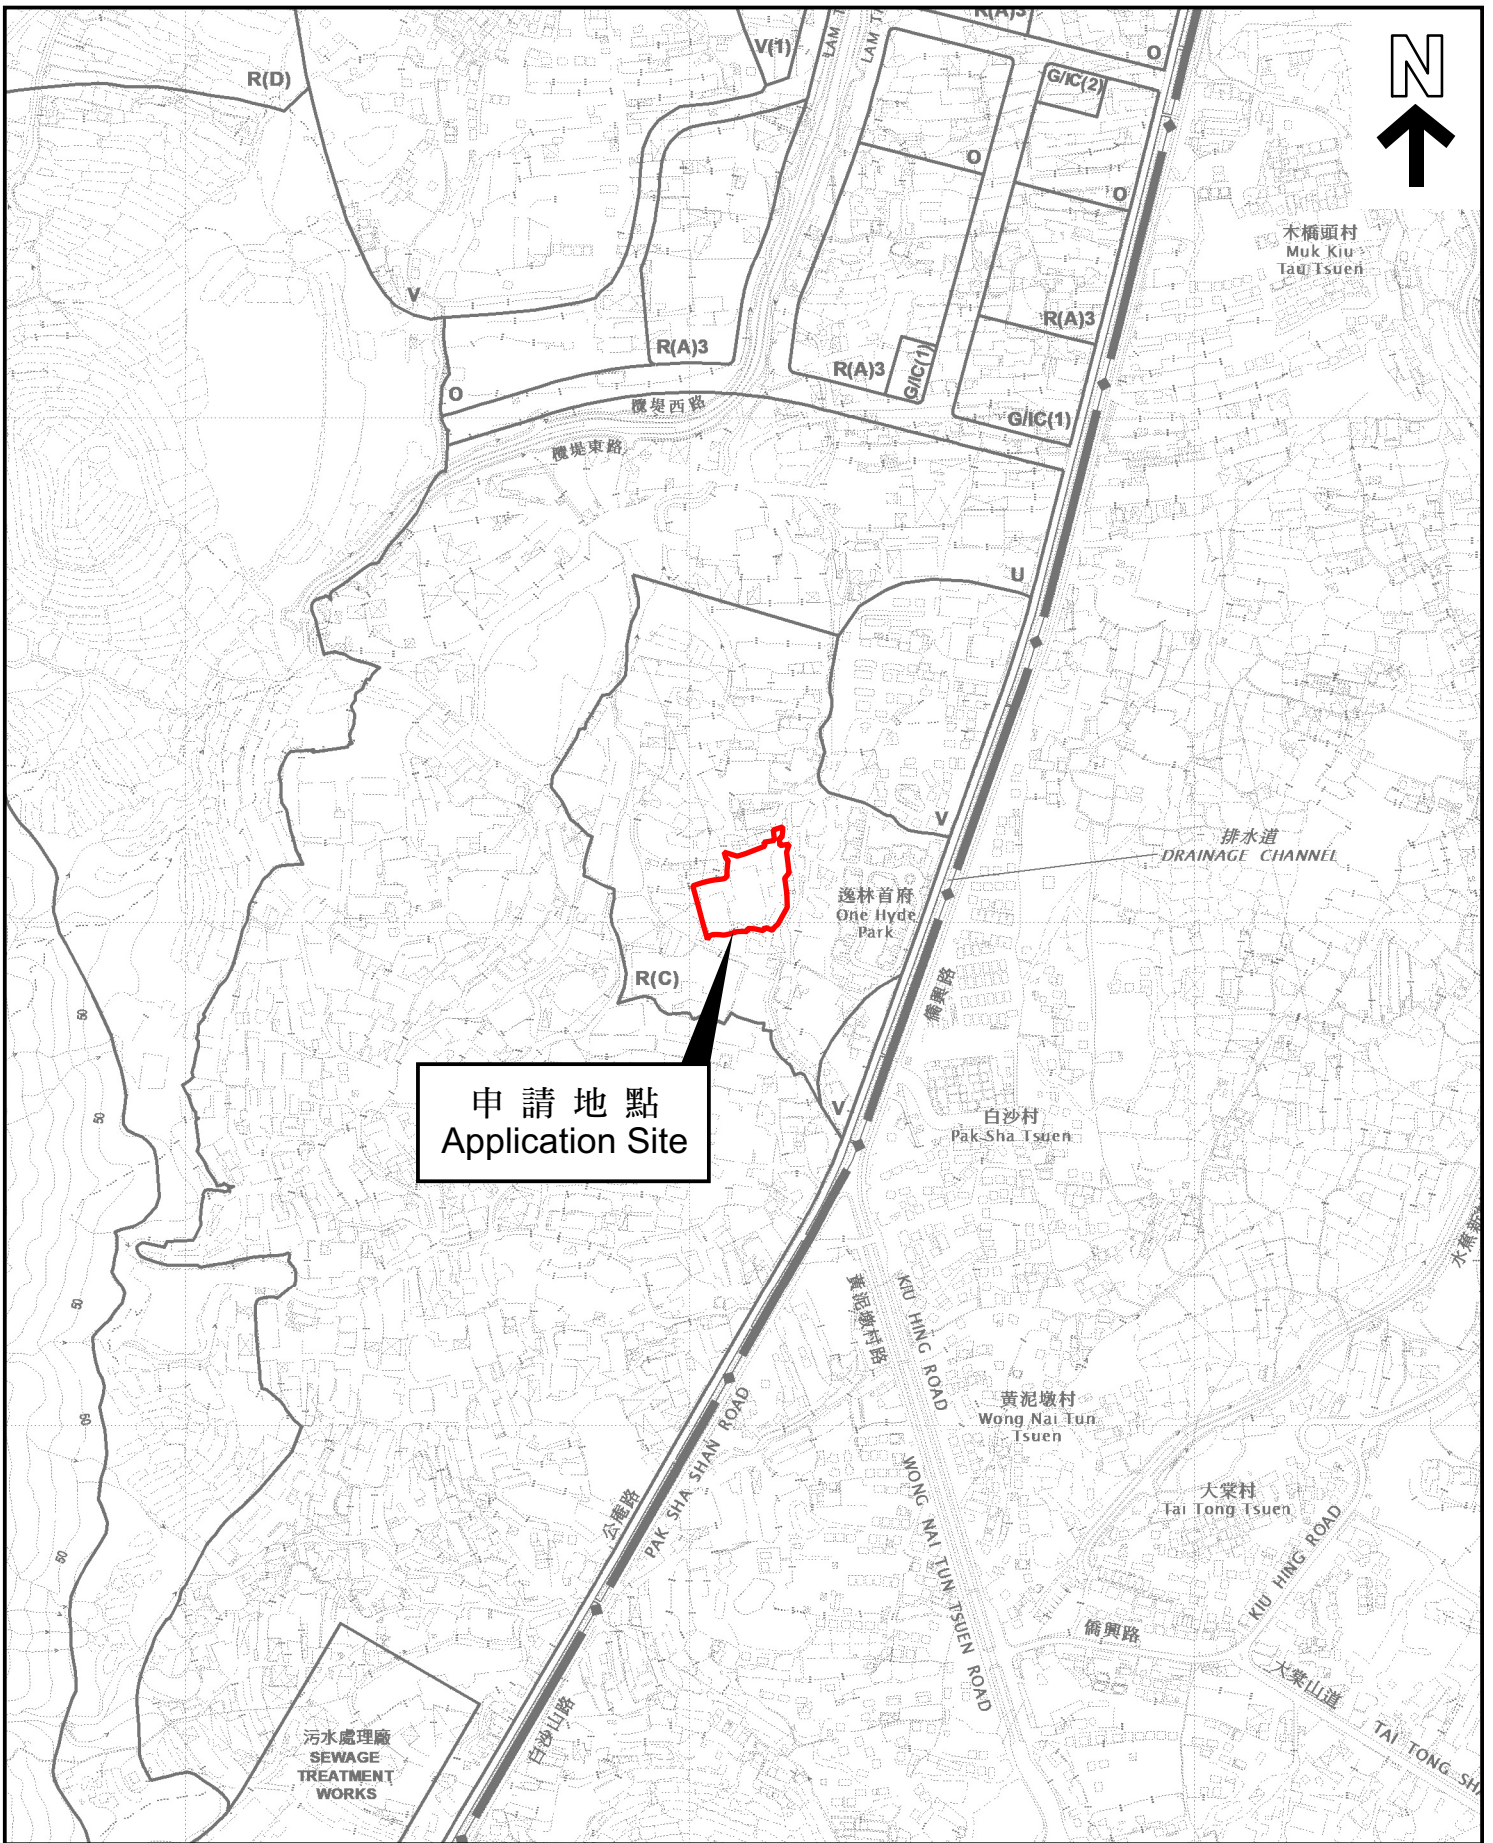 R(A)3
V(1)
LAM T
LAM TI
R(D)
O
G/IC(2)
N
O
O
木橋頭村
Muk Kiu
Tau Tsuen
V
R(A)3
R(A)3
R(A)3
G/IC(1)
O
欖堤西路
G/IC(1)
欖堤東路
U
V
排水道
DRAINAGE CHANNEL
逸林首府
One Hyde
Park
R(C)
僑興路
50
申請地點
Application Site
V
白沙村
Pak Sha Tsuen
50
水蕉新
50
黃泥墩村路
KIU HING ROAD
黃泥墩村
Wong Nai Tun
Tsuen
50
PAK SHA SHAN ROAD
公庵路
WONG NAI TUN TSUEN ROAD
大棠村
Tai Tong Tsuen
KIU HING ROAD
50
僑興路
大棠山道
TAI TONG SHA
白沙山路
污水處理廠
SEWAGE
TREATMENT
WORKS